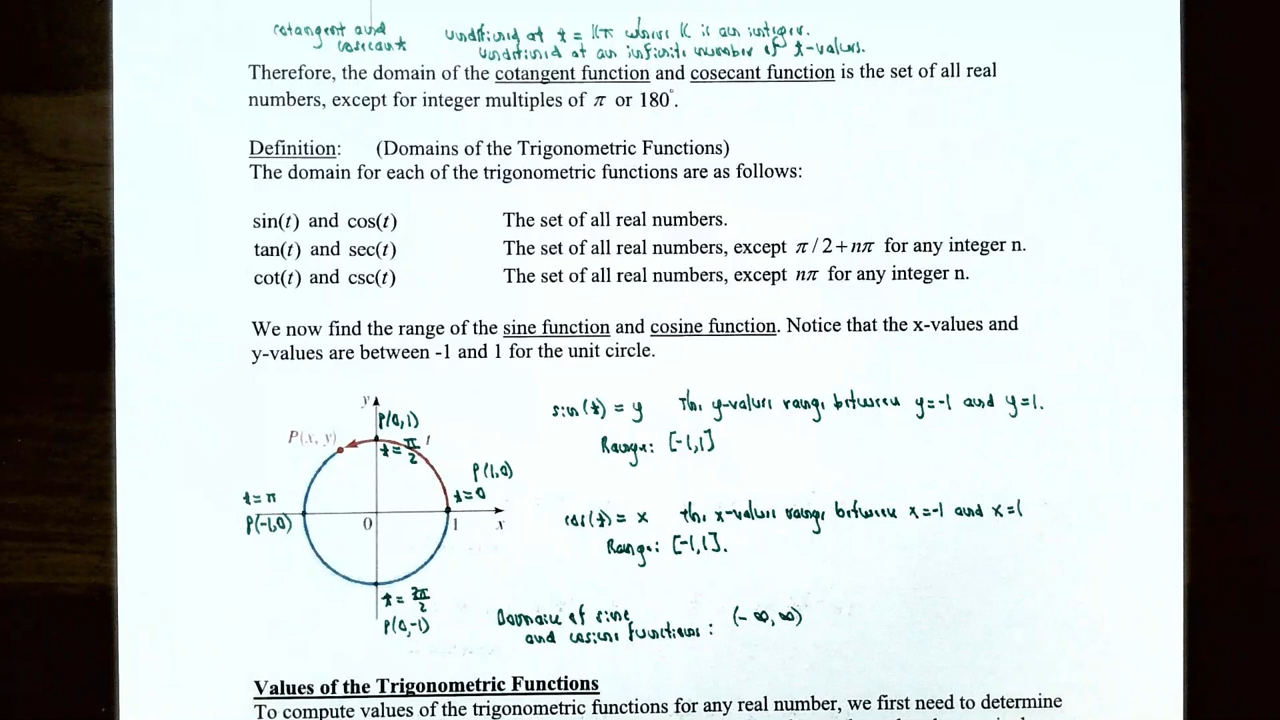 cotangent and cosecant
undefined at t = Kπ where K is an integer.
undefined at an infinite number of t-values.
Therefore, the domain of the cotangent function and cosecant function is the set of all real
numbers, except for integer multiples of π or 180°.
Definition: (Domains of the Trigonometric Functions)
The domain for each of the trigonometric functions are as follows:
sin(t) and cos(t) The set of all real numbers.
tan(t) and sec(t) The set of all real numbers, except π / 2 + nπ for any integer n.
cot(t) and csc(t) The set of all real numbers, except nπ for any integer n.
We now find the range of the sine function and cosine function. Notice that the x-values and
y-values are between -1 and 1 for the unit circle.
y
P(0,1)
P(x, y)
t = π/2
t
P(1,0)
t=0
t=π
P(-1,0)
0
1
x
t = 3π/2
P(0,-1)
sin(t) = y The y-values range between y=-1 and y=1.
Range: [-1,1]
cos(t) = x The x-values range between x=-1 and x=1
Range: [-1,1].
Domain of sine
and cosine functions: (-∞,∞)
Values of the Trigonometric Functions
To compute values of the trigonometric functions for any real number, we first need to determine